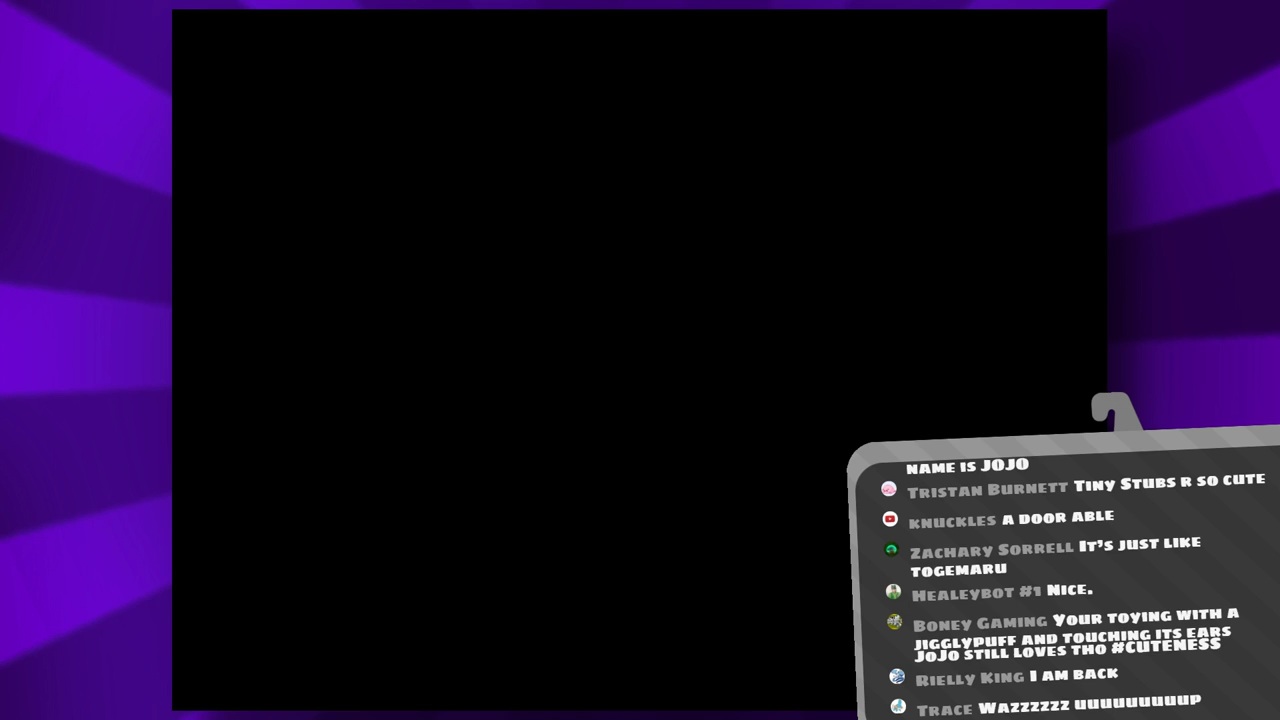 NAME IS JOJO
TRISTAN BURNETT TINY STUBS R SO CUTE
KNUCKLES A DOOR ABLE
ZACHARY SORRELL IT'S JUST LIKE
TOGEMARU
HEALEYBOT #1 NICE.
BONEY GAMING YOUR TOYING WITH A
JIGGLYPUFF AND TOUCHING ITS EARS
JOJO STILL LOVES THO #CUTENESS
RIELLY KING I AM BACK
TRACE WAZZZZZZ UUUUUUUUUUP